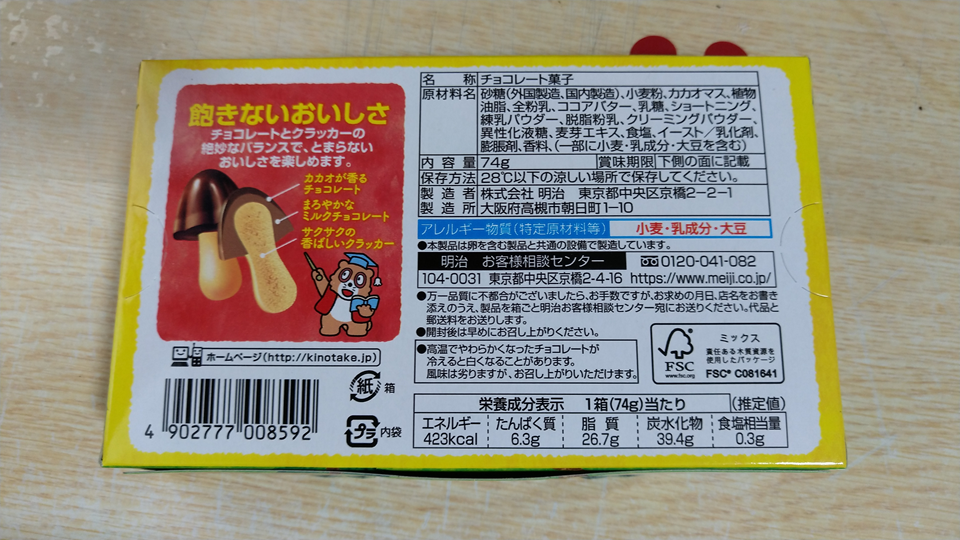 飽きないおいしさ
チョコレートとクラッカーの
絶妙なバランスで、とまらない
おいしさを楽しめます。
カカオが香る
チョコレート
まろやかな
ミルクチョコレート
サクサクの
香ばしいクラッカー
ホームページ(http://kinotake.jp)
4 902777 008592
紙 箱
プラ 内袋
名 称 チョコレート菓子
原材料名 砂糖(外国製造、国内製造)、小麦粉、カカオマス、植物
油脂、全粉乳、ココアバター、乳糖、ショートニング、
練乳パウダー、脱脂粉乳、クリーミングパウダー、
異性化液糖、麦芽エキス、食塩、イースト/乳化剤、
膨脹剤、香料、(一部に小麦・乳成分・大豆を含む)
内容量 74g 賞味期限 下側の面に記載
保存方法 28℃以下の涼しい場所で保存してください。
製造者 株式会社 明治 東京都中央区京橋2-2-1
製造所 大阪府高槻市朝日町1-10
アレルギー物質(特定原材料等) 小麦・乳成分・大豆
●本製品は卵を含む製品と共通の設備で製造しています。
明治 お客様相談センター 0120-041-082
104-0031 東京都中央区京橋2-4-16 https://www.meiji.co.jp/
●万一品質に不都合がございましたら、お手数ですが、お求めの月日、店名をお書き
添えのうえ、製品を箱ごと明治お客様相談センター宛にお送りください。代品と
郵送料をお送りします。
●開封後は早めにお召し上がりください。
●高温でやわらかくなったチョコレートが
冷えると白くなることがあります。
風味は劣りますが、お召し上がりいただけます。
FSC
www.fsc.org
ミックス
責任ある木質資源を
使用したパッケージ
FSC® C081641
栄養成分表示 1箱(74g)当たり (推定値)
エネルギー たんぱく質 脂質 炭水化物 食塩相当量
423kcal 6.3g 26.7g 39.4g 0.3g